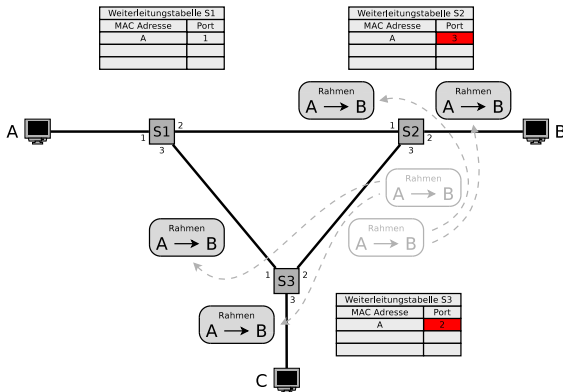 Weiterleitungstabelle S1
MAC Adresse Port
A 1
Weiterleitungstabelle S2
MAC Adresse Port
A 3
Rahmen
A B
Rahmen
A B
A
1
S1
2
3
1
S2
2
3
B
Rahmen
A B
Rahmen
A B
Rahmen
A B
1
S3
2
3
Rahmen
A B
Weiterleitungstabelle S3
MAC Adresse Port
A 2
C